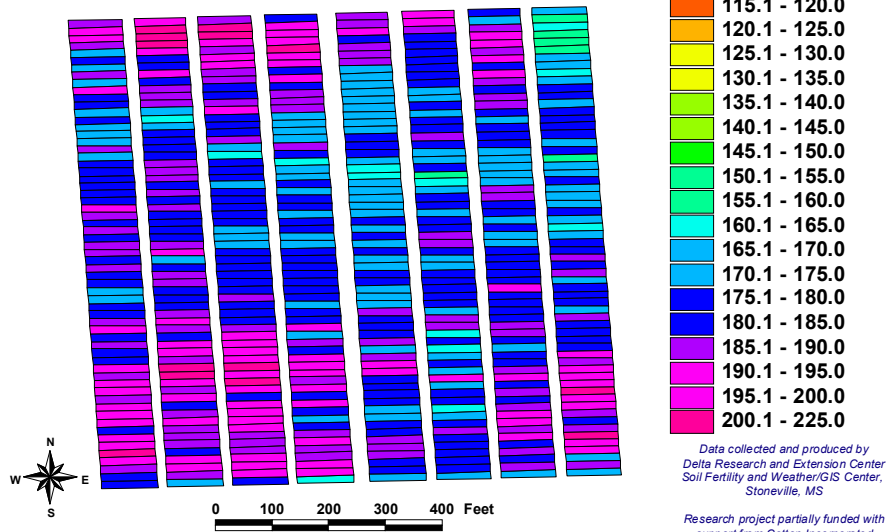 115.1 - 120.0
120.1 - 125.0
125.1 - 130.0
130.1 - 135.0
135.1 - 140.0
140.1 - 145.0
145.1 - 150.0
150.1 - 155.0
155.1 - 160.0
160.1 - 165.0
165.1 - 170.0
170.1 - 175.0
175.1 - 180.0
180.1 - 185.0
185.1 - 190.0
190.1 - 195.0
195.1 - 200.0
200.1 - 225.0
Data collected and produced by
Delta Research and Extension Center
Soil Fertility and Weather/GIS Center,
Stoneville, MS
Research project partially funded with
support from Cotton Incorporated
N
W E
S
0 100 200 300 400 Feet